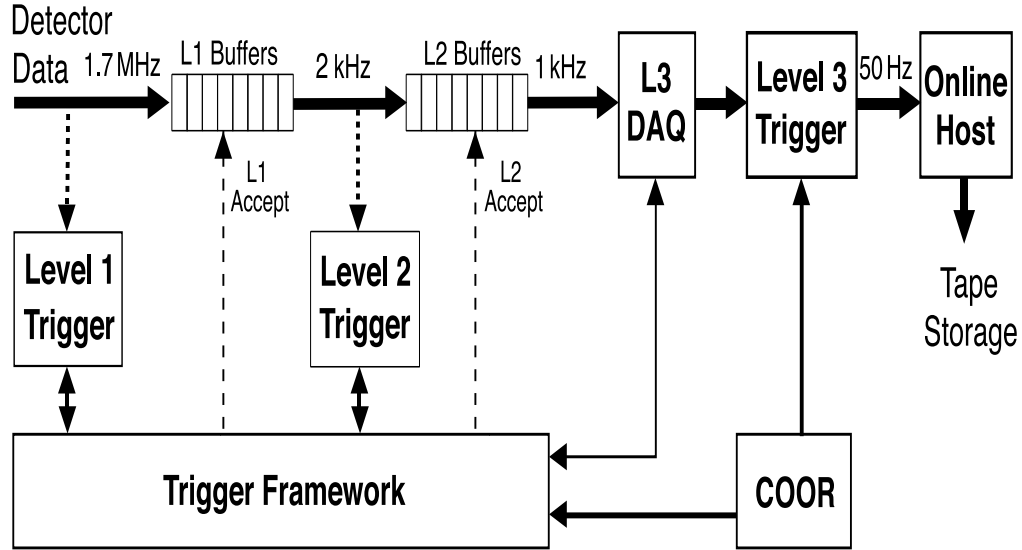 Detector
Data
1.7 MHz
L1 Buffers
2 kHz
L2 Buffers
1 kHz
L3
DAQ
Level 3
Trigger
50 Hz
Online
Host
L1
Accept
L2
Accept
Level 1
Trigger
Level 2
Trigger
Tape
Storage
Trigger Framework
COOR